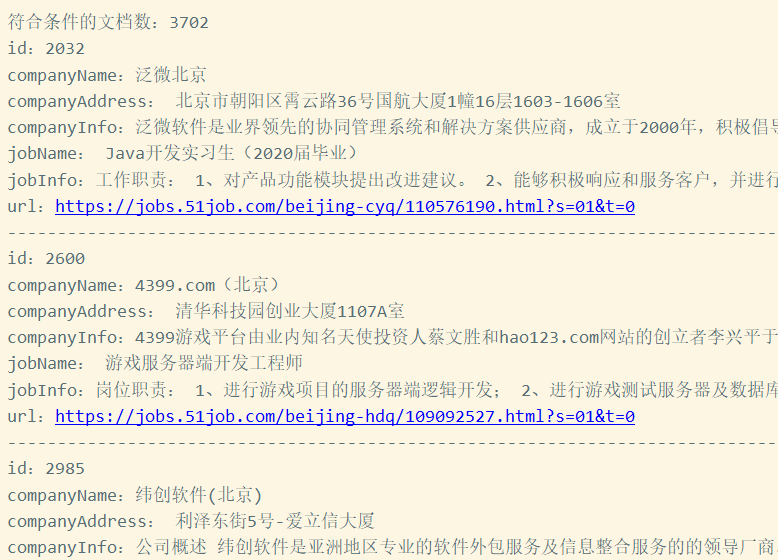 符合条件的文档数：3702
id：2032
companyName：泛微北京
companyAddress： 北京市朝阳区霄云路36号国航大厦1幢16层1603-1606室
companyInfo：泛微软件是业界领先的协同管理系统和解决方案供应商，成立于2000年，积极倡
jobName： Java开发实习生（2020届毕业）
jobInfo：工作职责： 1、对产品功能模块提出改进建议。 2、能够积极响应和服务客户，并进行
url：https://jobs.51job.com/beijing-cyq/110576190.html?s=01&t=0
--------------------------------------------------------------------------------
id：2600
companyName：4399.com（北京）
companyAddress： 清华科技园创业大厦1107A室
companyInfo：4399游戏平台由业内知名天使投资人蔡文胜和hao123.com网站的创立者李兴平于
jobName： 游戏服务器端开发工程师
jobInfo：岗位职责： 1、进行游戏项目的服务器端逻辑开发； 2、进行游戏测试服务器及数据库
url：https://jobs.51job.com/beijing-hdq/109092527.html?s=01&t=0
--------------------------------------------------------------------------------
id：2985
companyName：纬创软件(北京)
companyAddress： 利泽东街5号-爱立信大厦
companyInfo：公司概述 纬创软件是亚洲地区专业的软件外包服务及信息整合服务的的领导厂商